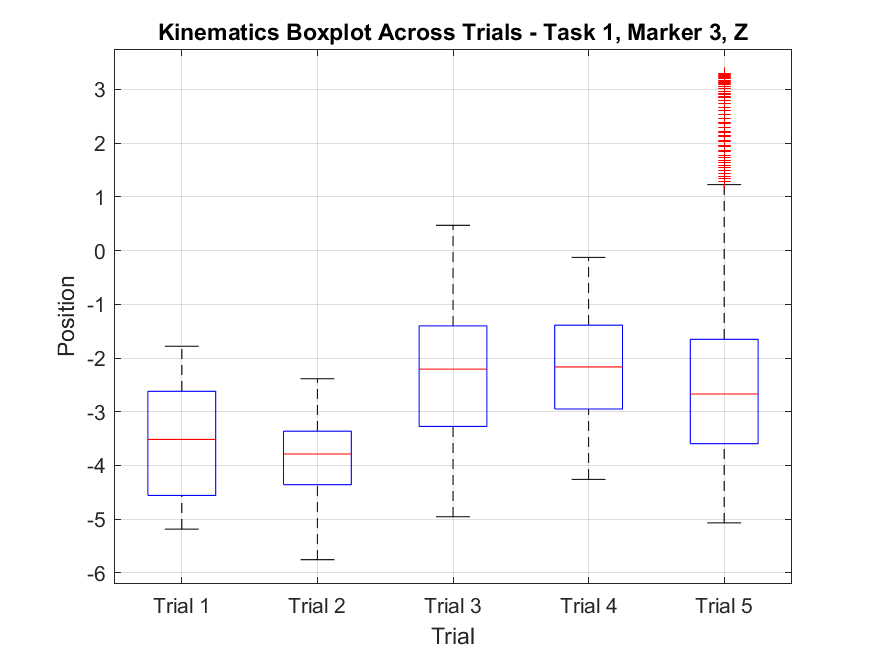 Kinematics Boxplot Across Trials - Task 1, Marker 3, Z
Position
3
2
1
0
-1
-2
-3
-4
-5
-6
Trial 1 Trial 2 Trial 3 Trial 4 Trial 5
Trial